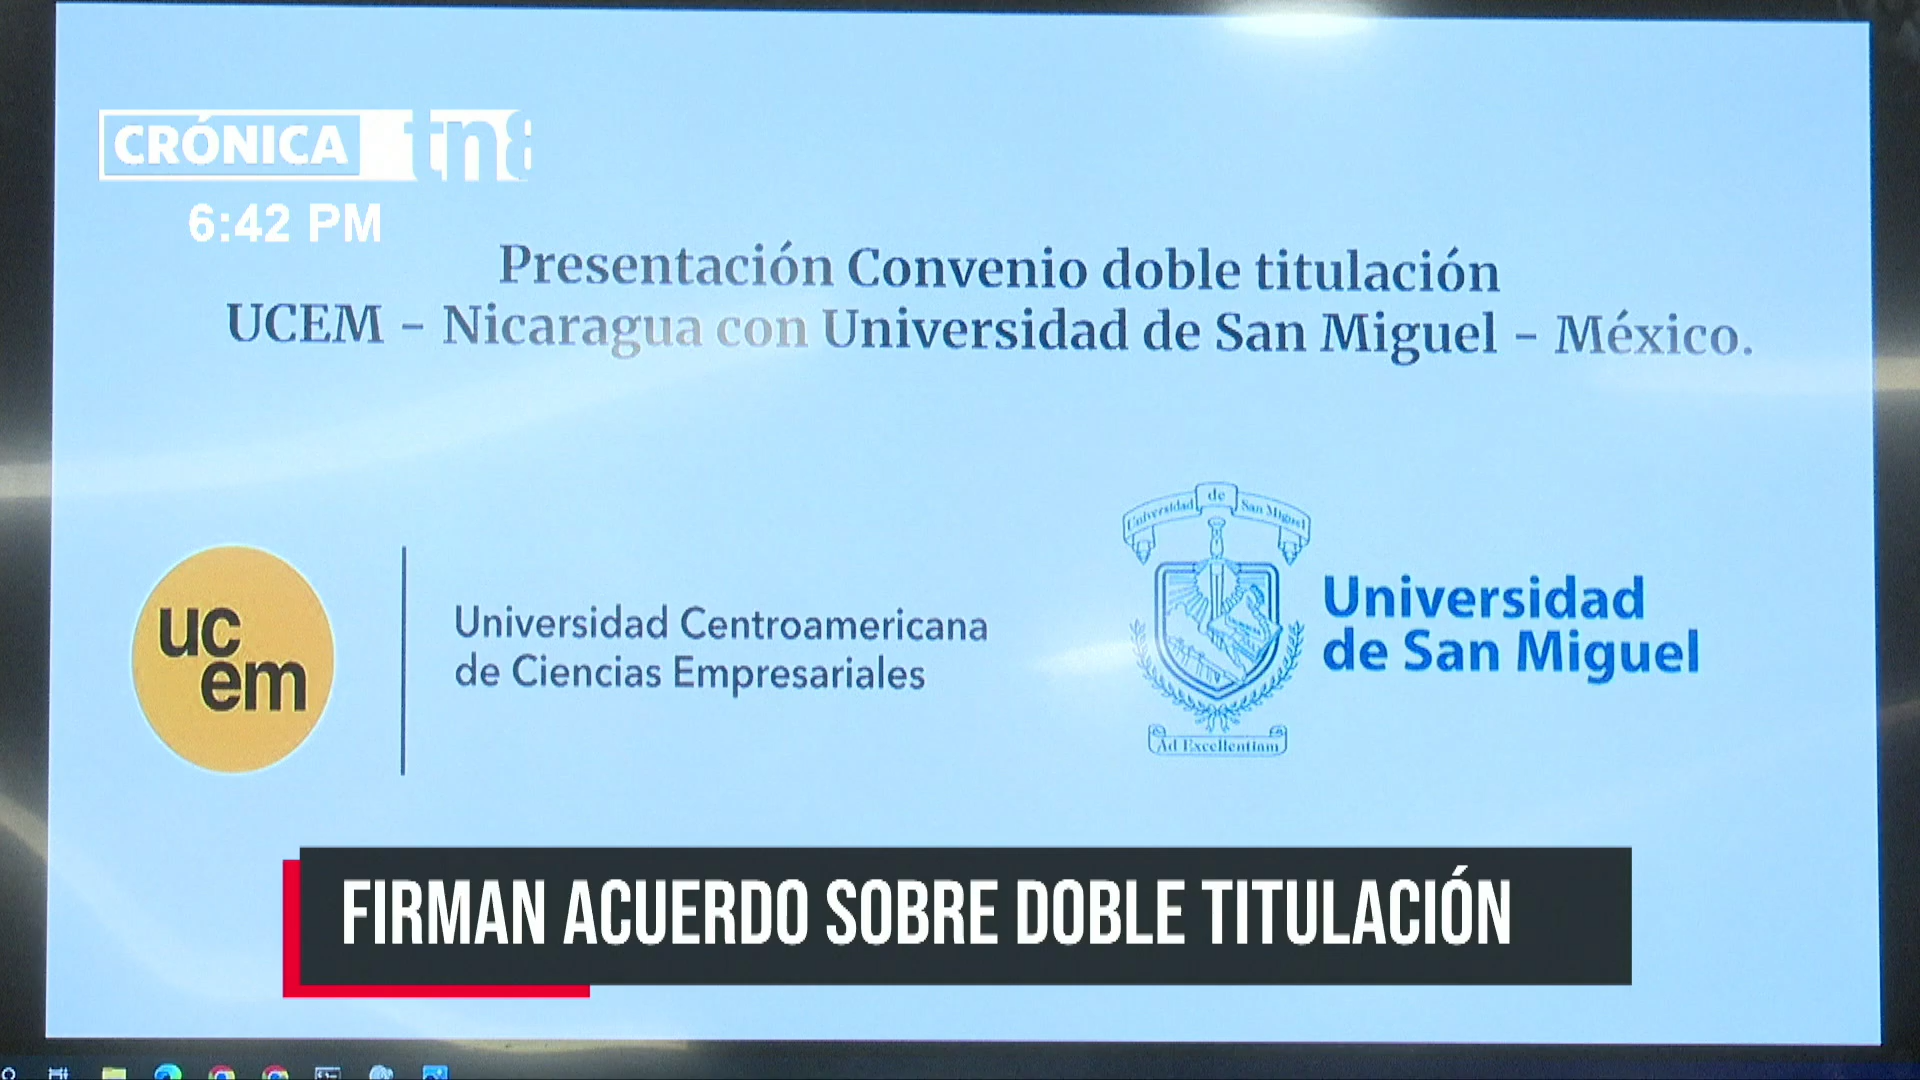 CRÓNICA tn8
6:42 PM
Presentación Convenio doble titulación
UCEM – Nicaragua con Universidad de San Miguel – México.
uc
em
Universidad Centroamericana
de Ciencias Empresariales
Universidad de San Miguel
Universidad
de San Miguel
Ad Excellentiam
FIRMAN ACUERDO SOBRE DOBLE TITULACIÓN